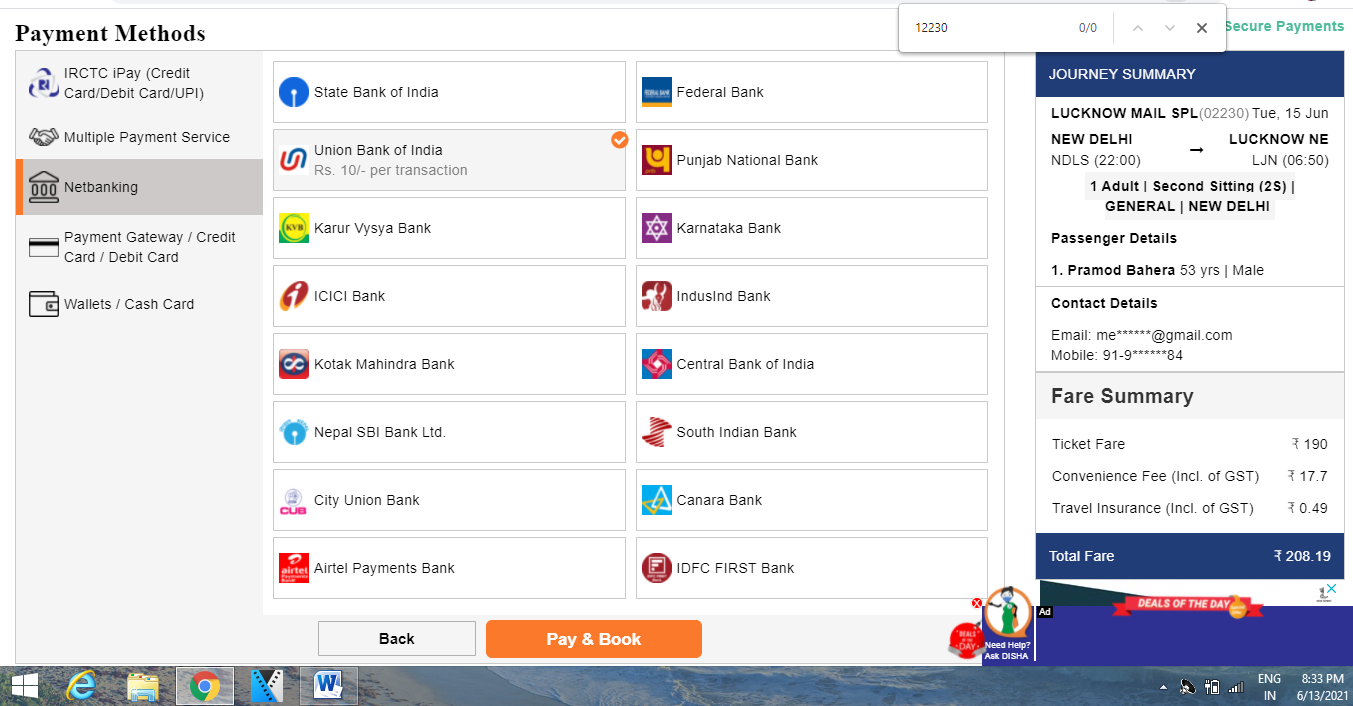 12230 0/0
Payment Methods
Secure Payments
IRCTC iPay (Credit
Card/Debit Card/UPI)
Multiple Payment Service
Netbanking
Payment Gateway / Credit
Card / Debit Card
Wallets / Cash Card
State Bank of India
Federal Bank
Union Bank of India
Rs. 10/- per transaction
Punjab National Bank
KVB
Karur Vysya Bank
Karnataka Bank
ICICI Bank
IndusInd Bank
Kotak Mahindra Bank
Central Bank of India
Nepal SBI Bank Ltd.
South Indian Bank
CUB
City Union Bank
Canara Bank
airtel
Airtel Payments Bank
IDFC FIRST Bank
Back
Pay & Book
JOURNEY SUMMARY
LUCKNOW MAIL SPL(02230) Tue, 15 Jun
NEW DELHI → LUCKNOW NE
NDLS (22:00) LJN (06:50)
1 Adult | Second Sitting (2S) |
GENERAL | NEW DELHI
Passenger Details
1. Pramod Bahera 53 yrs | Male
Contact Details
Email: me******@gmail.com
Mobile: 91-9******84
Fare Summary
Ticket Fare ₹ 190
Convenience Fee (Incl. of GST) ₹ 17.7
Travel Insurance (Incl. of GST) ₹ 0.49
Total Fare ₹ 208.19
DEALS OF THE DAY
Ad
DEALS
OF THE
DAY
Need Help?
Ask DISHA
ENG
IN
8:33 PM
6/13/2021